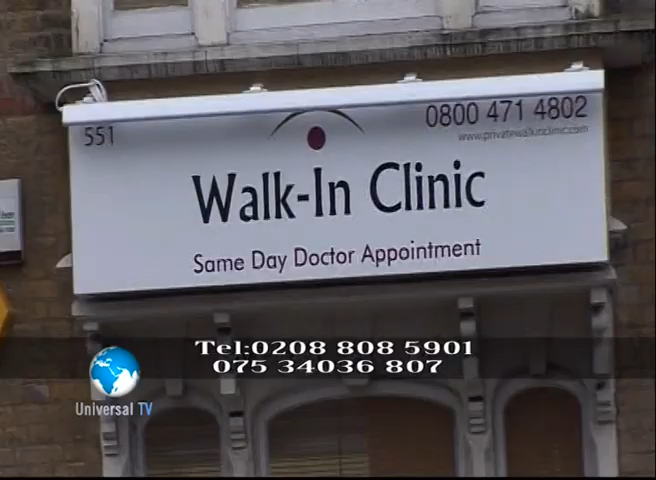 0800 471 4802
551
www.privatewalkinclinic.com
Walk-In Clinic
Same Day Doctor Appointment
Tel:0208 808 5901
075 34036 807
Universal TV